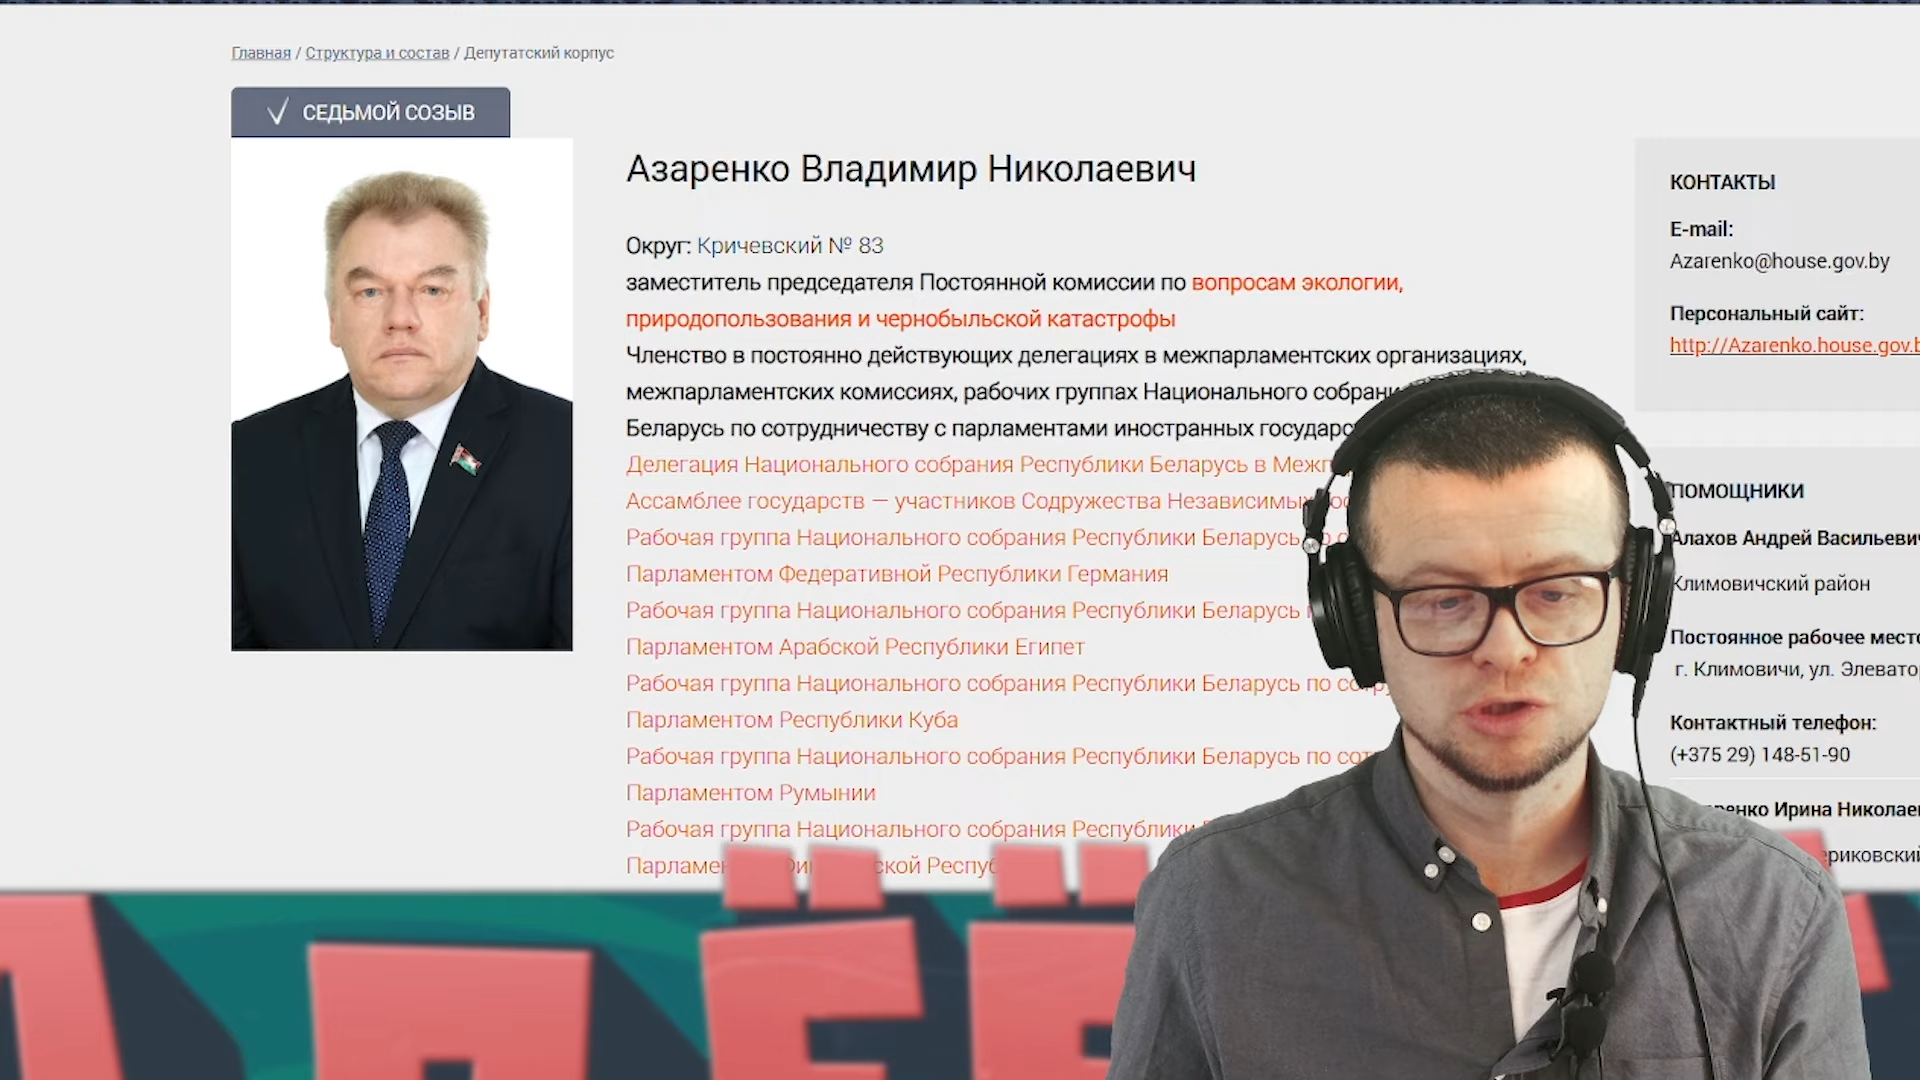 Главная / Структура и состав / Депутатский корпус
СЕДЬМОЙ СОЗЫВ
Азаренко Владимир Николаевич
Округ: Кричевский № 83
заместитель председателя Постоянной комиссии по вопросам экологии,
природопользования и чернобыльской катастрофы
Членство в постоянно действующих делегациях в межпарламентских организациях,
межпарламентских комиссиях, рабочих группах Национального
Беларусь по сотрудничеству с парламентами иностранных
Делегация Национального собрания Республики Беларусь в
Ассамблее государств — участников Содружества Независимых
Рабочая группа Национального собрания Республики Беларусь
Парламентом Федеративной Республики Германия
Рабочая группа Национального собрания Республики Беларусь
Парламентом Арабской Республики Египет
Рабочая группа Национального собрания Республики Беларусь по
Парламентом Республики Куба
Рабочая группа Национального собрания Республики Беларусь по
Парламентом Румынии
Рабочая группа Национального собрания Республики
КОНТАКТЫ
E-mail:
Azarenko@house.gov.by
Персональный сайт:
http://Azarenko.house.gov.b
ПОМОЩНИКИ
Алахов Андрей Васильевич
Климовичский район
Постоянное рабочее место
г. Климовичи, ул.
Контактный телефон:
(+375 29) 148-51-90
Ирина